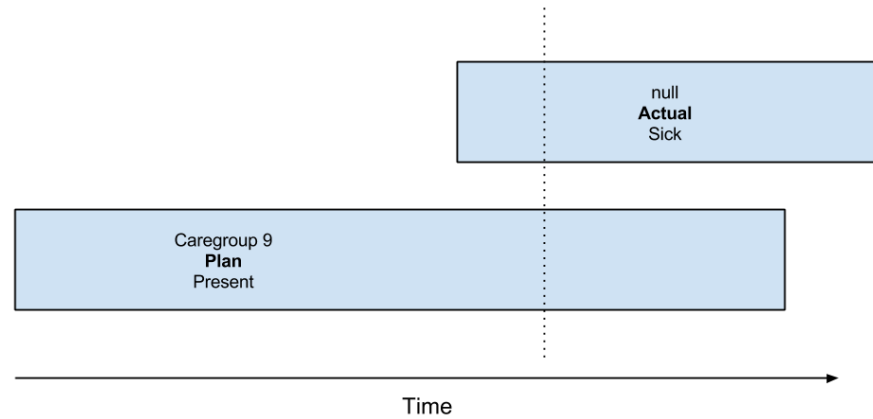 null
Actual
Sick
Caregroup 9
Plan
Present
Time